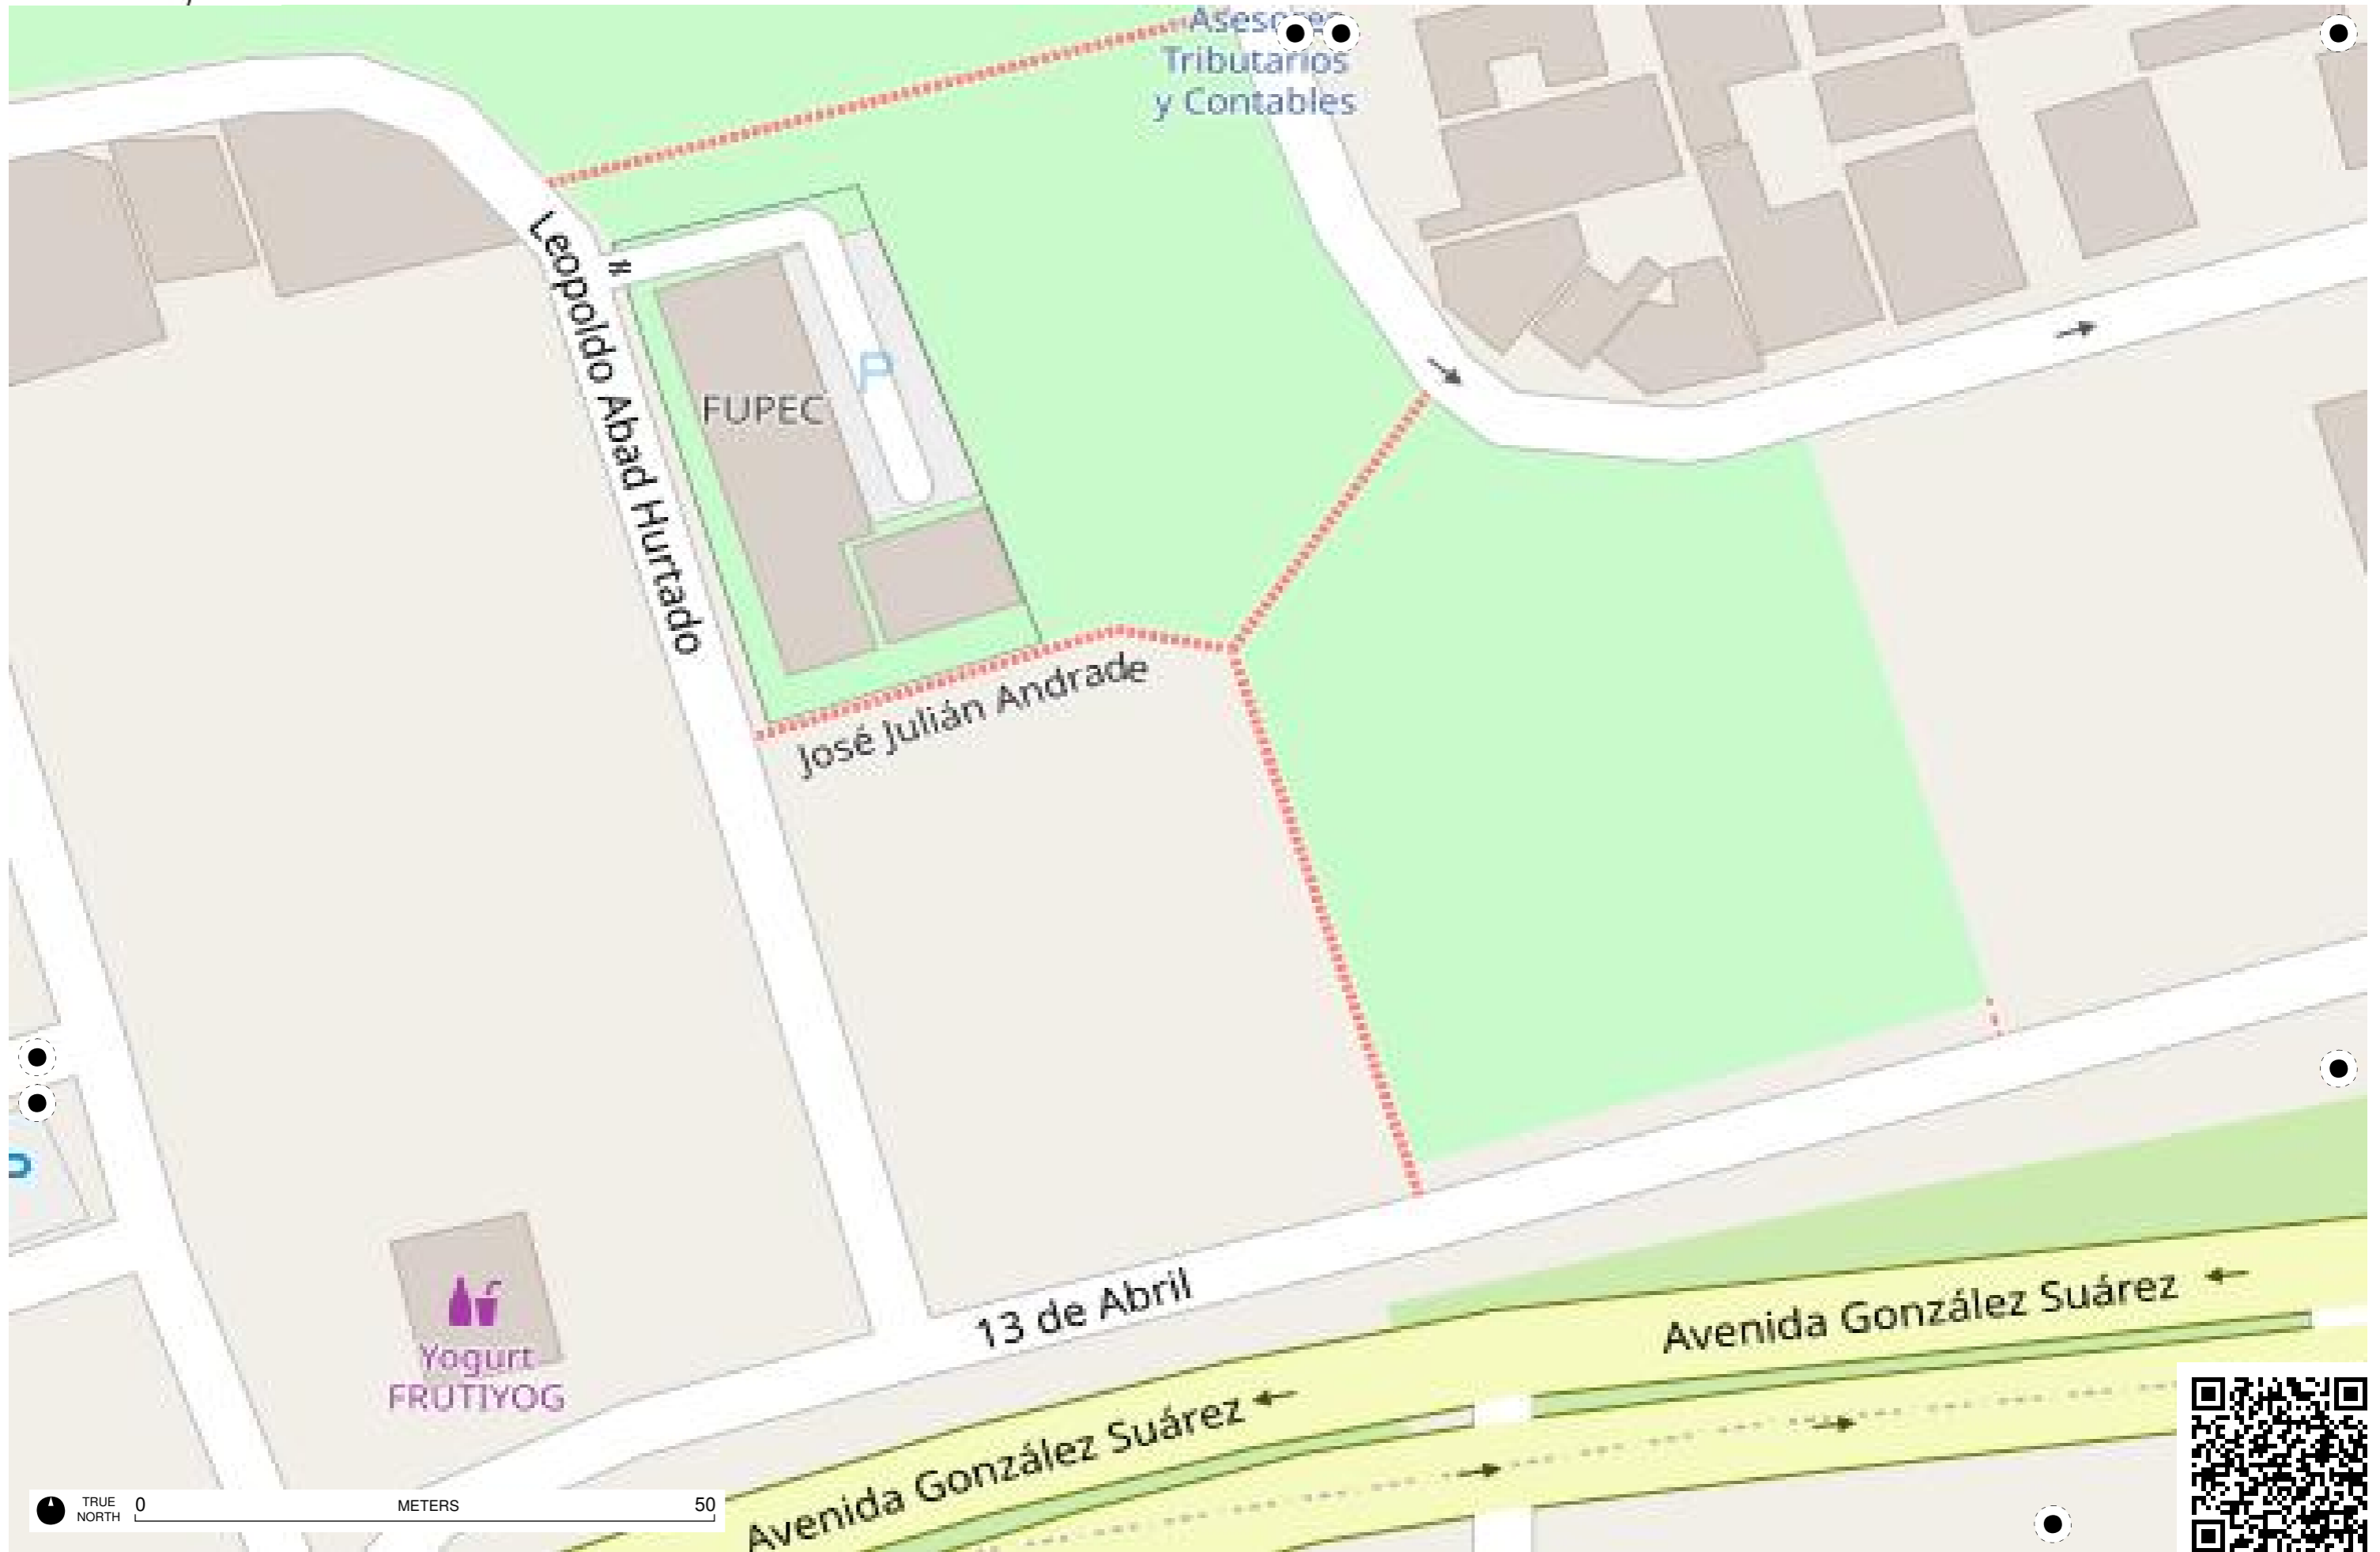 Asesores
Tributarios
y Contables
Leopoldo Abad Hurtado
P
FUPEC
José Julián Andrade
13 de Abril
Avenida González Suárez
Avenida González Suárez
Yogurt
FRUTIYOG
TRUE
NORTH
0
METERS
50